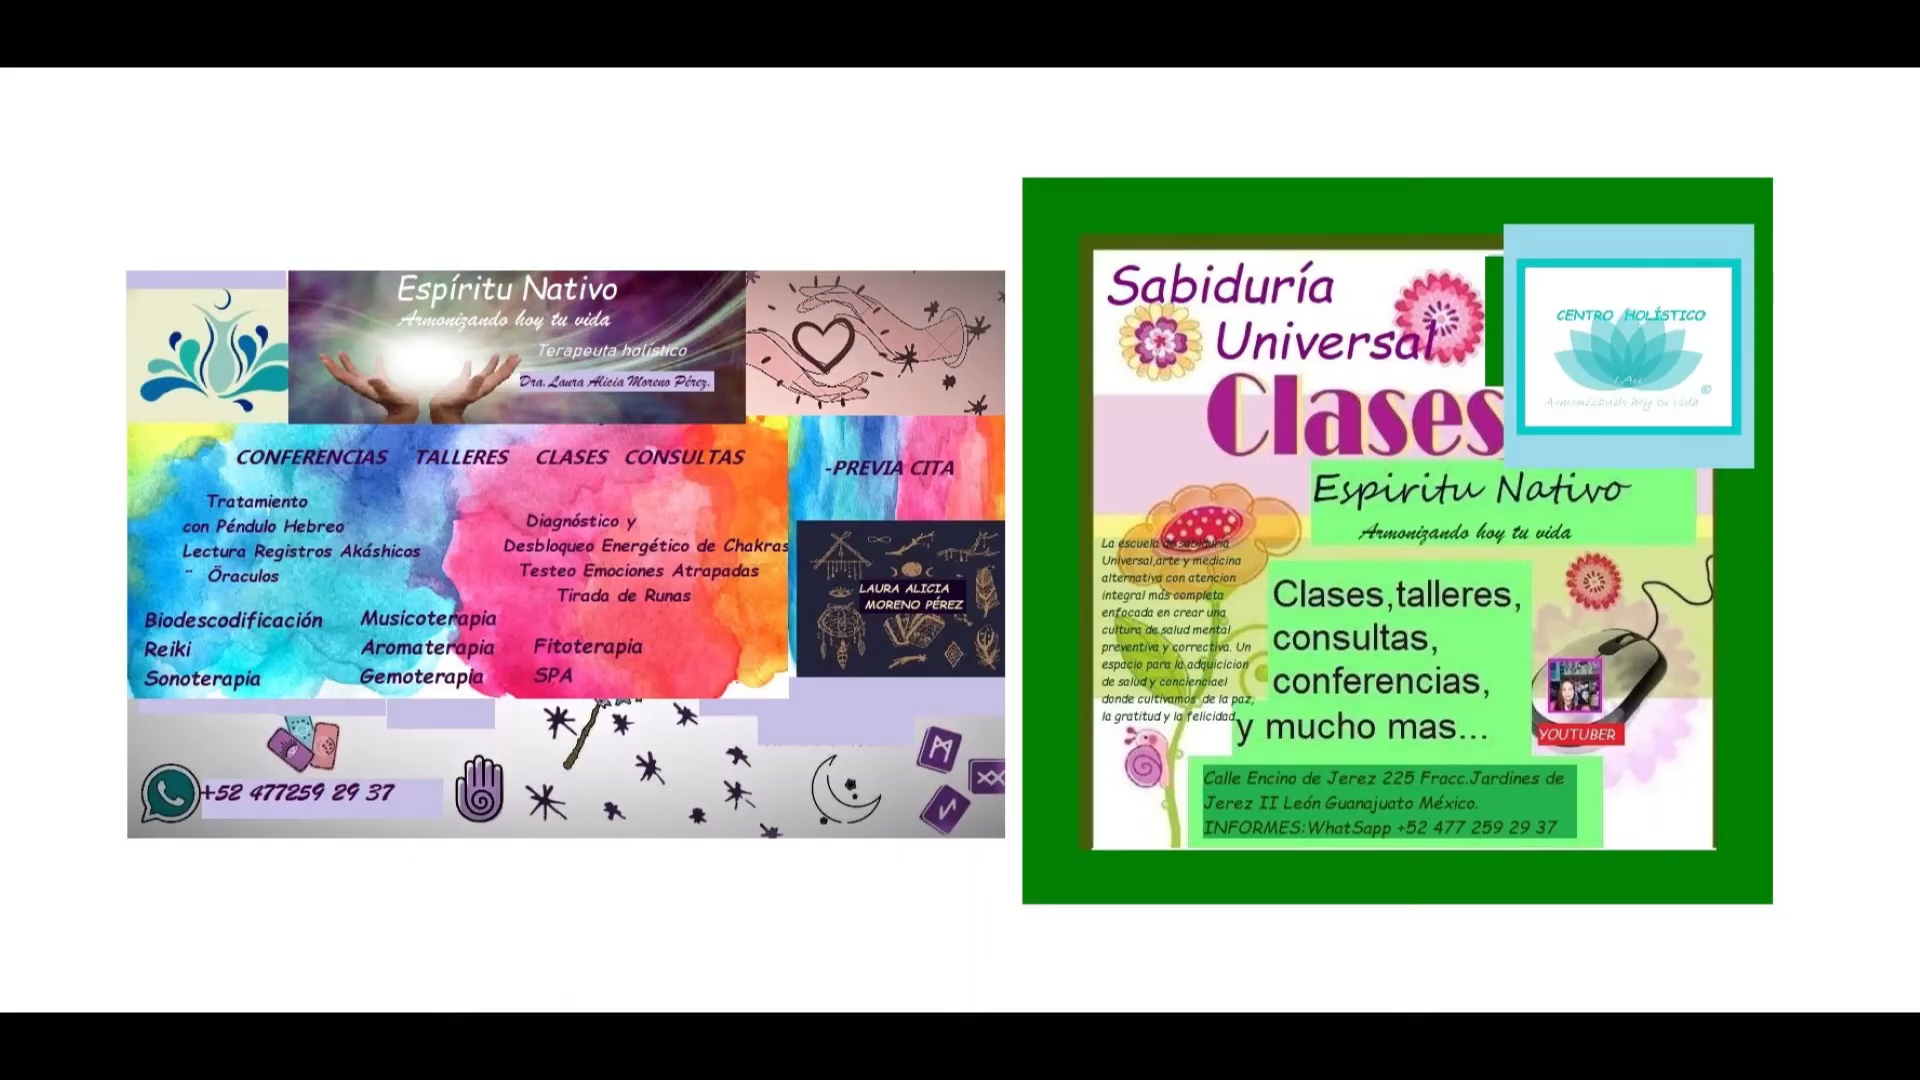 Espíritu Nativo
Armonizando hoy tu vida
Terapeuta holístico
Dra. Laura Alicia Moreno Pérez.
CONFERENCIAS TALLERES CLASES CONSULTAS
-PREVIA CITA
Tratamiento
con Péndulo Hebreo
Lectura Registros Akáshicos
¨ Öraculos
Diagnóstico y
Desbloqueo Energético de Chakras
Testeo Emociones Atrapadas
Tirada de Runas
LAURA ALICIA
MORENO PÉREZ
Biodescodificación
Reiki
Sonoterapia
Musicoterapia
Aromaterapia
Gemoterapia
Fitoterapia
SPA
+52 477259 29 37
Sabiduría
Universal
Clases
CENTRO HOLÍSTICO
Armonizando hoy tu vida
®
Espiritu Nativo
Armonizando hoy tu vida
La escuela de sabiduria
Universal,arte y medicina
alternativa con atencion
integral más completa
enfocada en crear una
cultura de salud mental
preventiva y correctiva. Un
espacio para la adquicicion
de salud y concienciael
donde cultivamos de la paz,
la gratitud y la felicidad.
Clases,talleres,
consultas,
conferencias,
y mucho mas...
YOUTUBER
Calle Encino de Jerez 225 Fracc.Jardines de
Jerez II León Guanajuato México.
INFORMES:WhatSapp +52 477 259 29 37